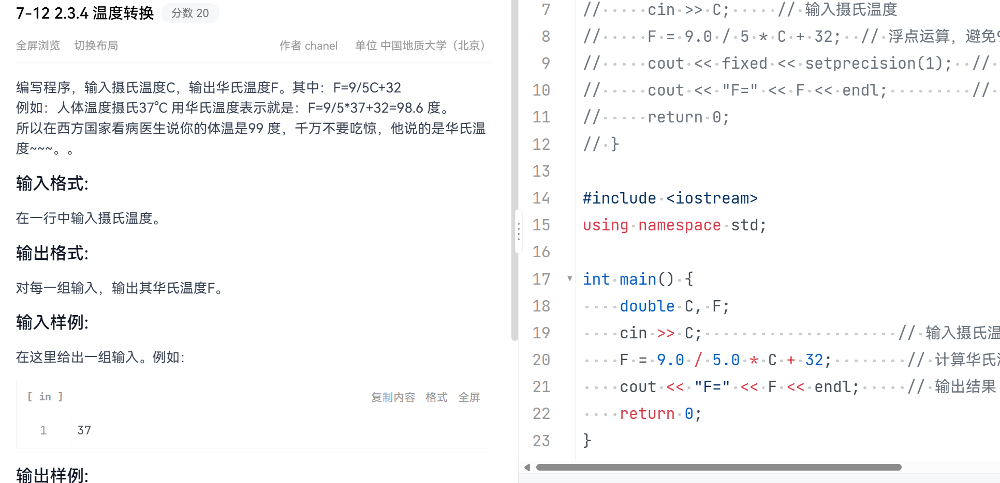 7-12 2.3.4 温度转换 分数 20
全屏浏览 切换布局 作者 chanel 单位 中国地质大学（北京）
编写程序，输入摄氏温度C，输出华氏温度F。其中：F=9/5C+32
例如：人体温度摄氏37℃ 用华氏温度表示就是：F=9/5*37+32=98.6 度。
所以在西方国家看病医生说你的体温是99 度，千万不要吃惊，他说的是华氏温
度~~~。。
输入格式:
在一行中输入摄氏温度。
输出格式:
对每一组输入，输出其华氏温度F。
输入样例:
在这里给出一组输入。例如：
[ in ] 复制内容 格式 全屏
1 37
输出样例:
7 //     cin >> C;     // 输入摄氏温度
8 //     F = 9.0 / 5 * C + 32;  // 浮点运算，避免
9 //     cout << fixed << setprecision(1);  //
10 //     cout << "F=" << F << endl;         //
11 //     return 0;
12 // }
13
14 #include <iostream>
15 using namespace std;
16
17 int main() {
18     double C, F;
19     cin >> C;                     // 输入摄氏温
20     F = 9.0 / 5.0 * C + 32;        // 计算华氏
21     cout << "F=" << F << endl;     // 输出结果
22     return 0;
23 }